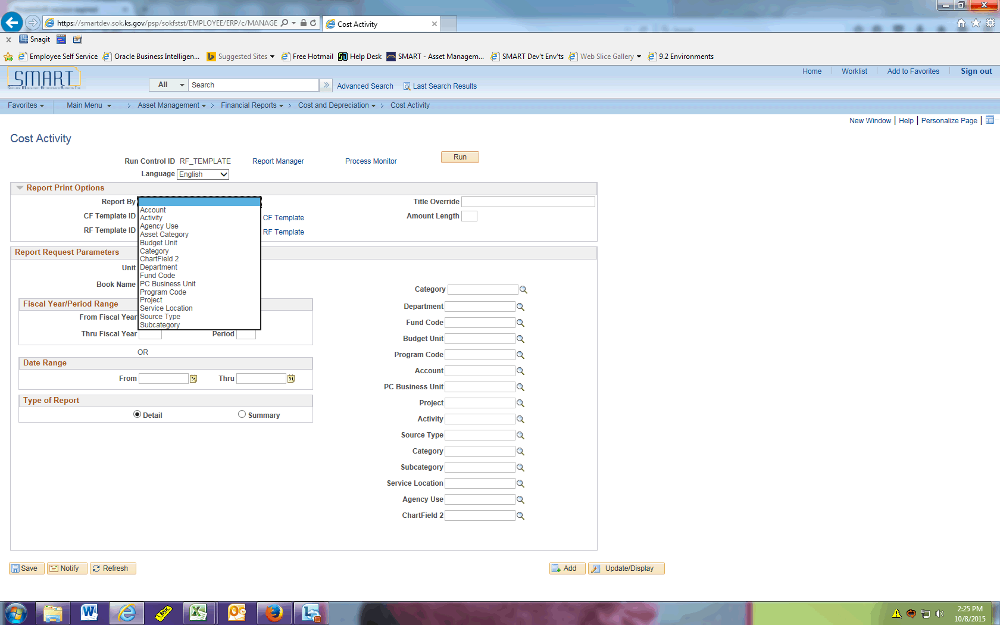 https://smartdev.sok.ks.gov/psp/sokfstst/EMPLOYEE/ERP/c/MANAGE
Cost Activity
x Snagit
Employee Self Service Oracle Business Intelligen... Suggested Sites Free Hotmail Help Desk SMART - Asset Managem... SMART Dev't Env'ts Web Slice Gallery 9.2 Environments
SMART
Home Worklist Add to Favorites Sign out
All Search >> Advanced Search Last Search Results
Favorites Main Menu > Asset Management > Financial Reports > Cost and Depreciation > Cost Activity
New Window | Help | Personalize Page |
Cost Activity
Run Control ID RF_TEMPLATE Report Manager Process Monitor Run
Language English
Report Print Options
Report By Title Override
CF Template ID CF Template Amount Length
RF Template ID RF Template
Account
Activity
Agency Use
Asset Category
Budget Unit
Category
ChartField 2
Department
Fund Code
PC Business Unit
Program Code
Project
Service Location
Source Type
Subcategory
Report Request Parameters
Unit
Book Name
Fiscal Year/Period Range
From Fiscal Year
Thru Fiscal Year Period
OR
Date Range
From 31 Thru 31
Type of Report
Detail Summary
Category
Department
Fund Code
Budget Unit
Program Code
Account
PC Business Unit
Project
Activity
Source Type
Category
Subcategory
Service Location
Agency Use
ChartField 2
Save Notify Refresh Add Update/Display
2:25 PM
10/8/2015